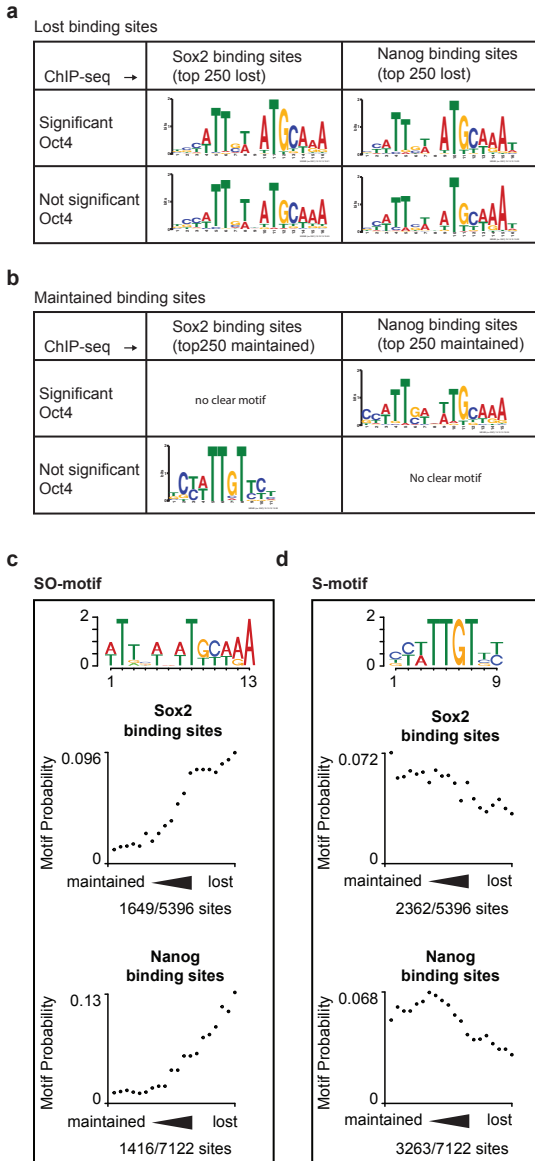 a
Lost binding sites
ChIP-seq →
Sox2 binding sites
(top 250 lost)
Nanog binding sites
(top 250 lost)
Significant
Oct4
Not significant
Oct4
b
Maintained binding sites
ChIP-seq →
Sox2 binding sites
(top250 maintained)
Nanog binding sites
(top 250 maintained)
Significant
Oct4
no clear motif
Not significant
Oct4
No clear motif
c
SO-motif
2
0
1
13
Sox2
binding sites
0.096
Motif Probability
0
maintained
lost
1649/5396 sites
Nanog
binding sites
0.13
Motif Probability
0
maintained
lost
1416/7122 sites
d
S-motif
2
0
1
9
Sox2
binding sites
0.072
Motif Probability
0
maintained
lost
2362/5396 sites
Nanog
binding sites
0.068
Motif Probability
0
maintained
lost
3263/7122 sites